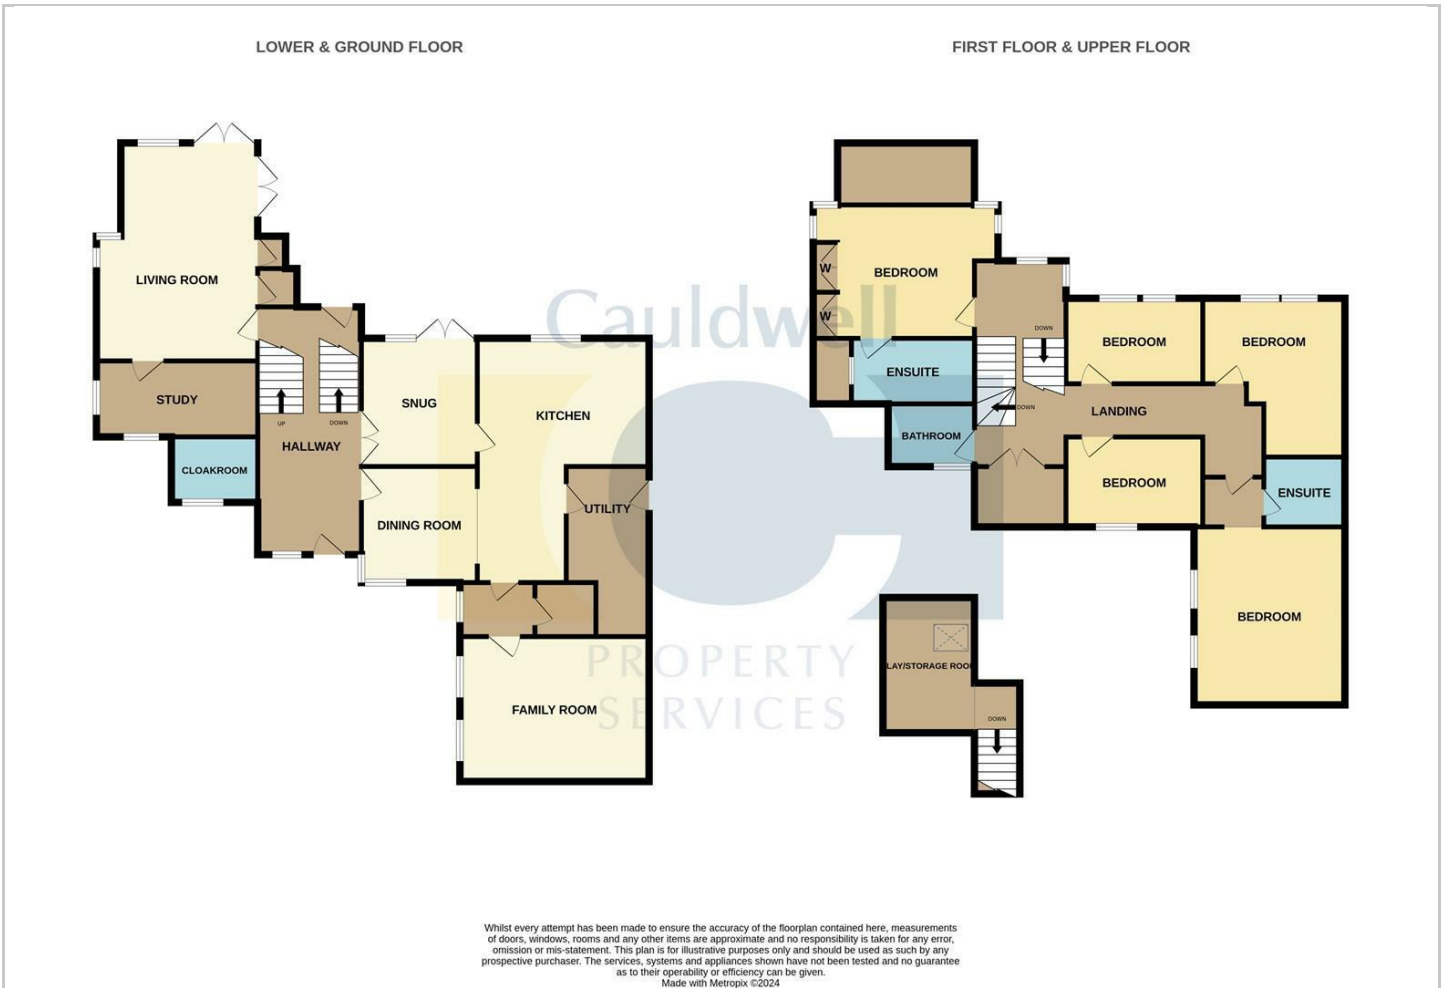 LOWER & GROUND FLOOR
FIRST FLOOR & UPPER FLOOR
LIVING ROOM
STUDY
CLOAKROOM
UP
DOWN
HALLWAY
SNUG
KITCHEN
DINING ROOM
UTILITY
FAMILY ROOM
W
W
BEDROOM
ENSUITE
BATHROOM
DOWN
DOWN
LANDING
BEDROOM
BEDROOM
BEDROOM
ENSUITE
BEDROOM
LAY/STORAGE ROO
DOWN
Cauldwell
PROPERTY
SERVICES
Whilst every attempt has been made to ensure the accuracy of the floorplan contained here, measurements
of doors, windows, rooms and any other items are approximate and no responsibility is taken for any error,
omission or mis-statement. This plan is for illustrative purposes only and should be used as such by any
prospective purchaser. The services, systems and appliances shown have not been tested and no guarantee
as to their operability or efficiency can be given.
Made with Metropix ©2024